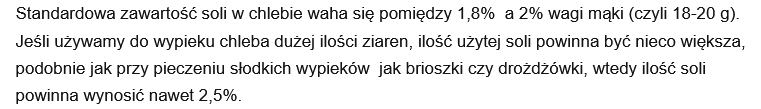 Standardowa zawartość soli w chlebie waha się pomiędzy 1,8%  a 2% wagi mąki (czyli 18-20 g).
Jeśli używamy do wypieku chleba dużej ilości ziaren, ilość użytej soli powinna być nieco większa,
podobnie jak przy pieczeniu słodkich wypieków  jak brioszki czy drożdżówki, wtedy ilość soli
powinna wynosić nawet 2,5%.